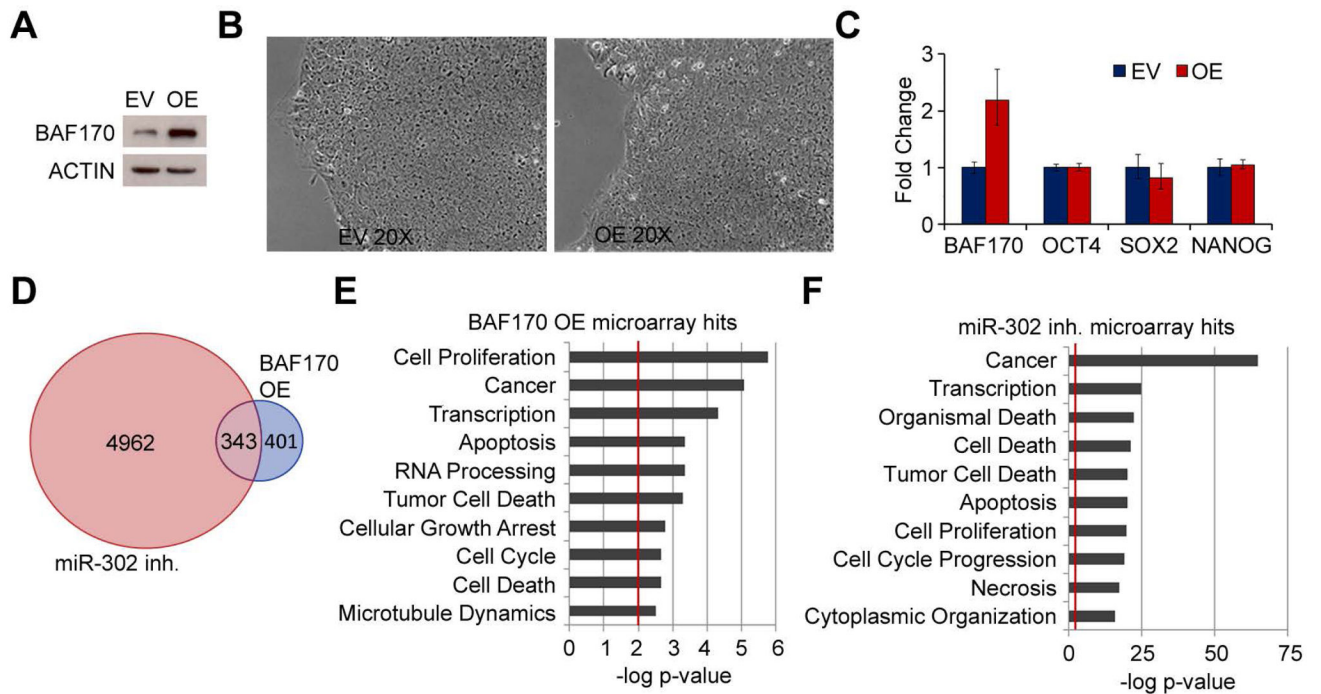 A
EV OE
BAF170
ACTIN
B
EV 20X
OE 20X
C
Fold Change
3
2
1
0
EV
OE
BAF170
OCT4
SOX2
NANOG
D
BAF170
OE
4962
343
401
miR-302 inh.
E
BAF170 OE microarray hits
Cell Proliferation
Cancer
Transcription
Apoptosis
RNA Processing
Tumor Cell Death
Cellular Growth Arrest
Cell Cycle
Cell Death
Microtubule Dynamics
0 1 2 3 4 5 6
-log p-value
F
miR-302 inh. microarray hits
Cancer
Transcription
Organismal Death
Cell Death
Tumor Cell Death
Apoptosis
Cell Proliferation
Cell Cycle Progression
Necrosis
Cytoplasmic Organization
0 25 50 75
-log p-value